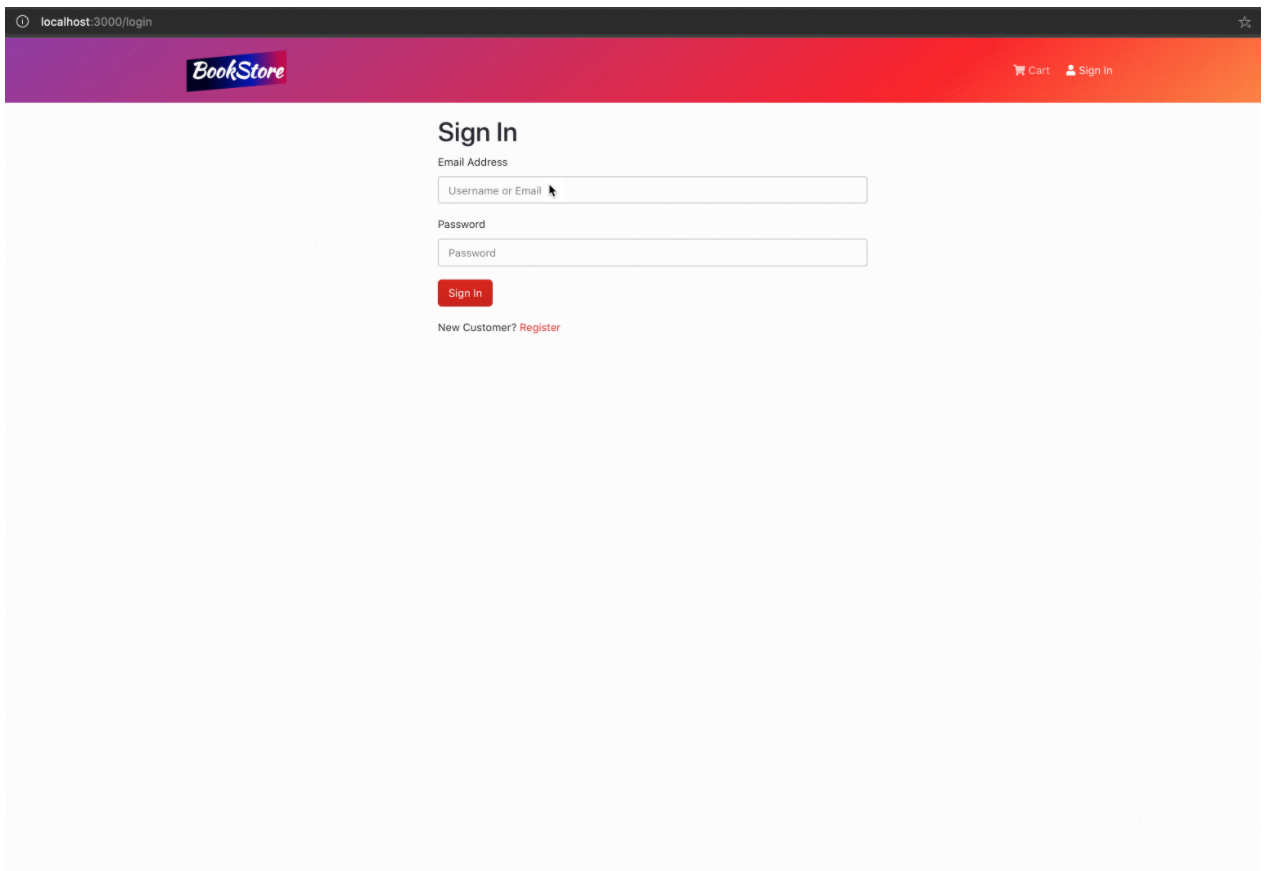 localhost:3000/login
BookStore
Cart Sign In
Sign In
Email Address
Username or Email
Password
Password
Sign In
New Customer? Register